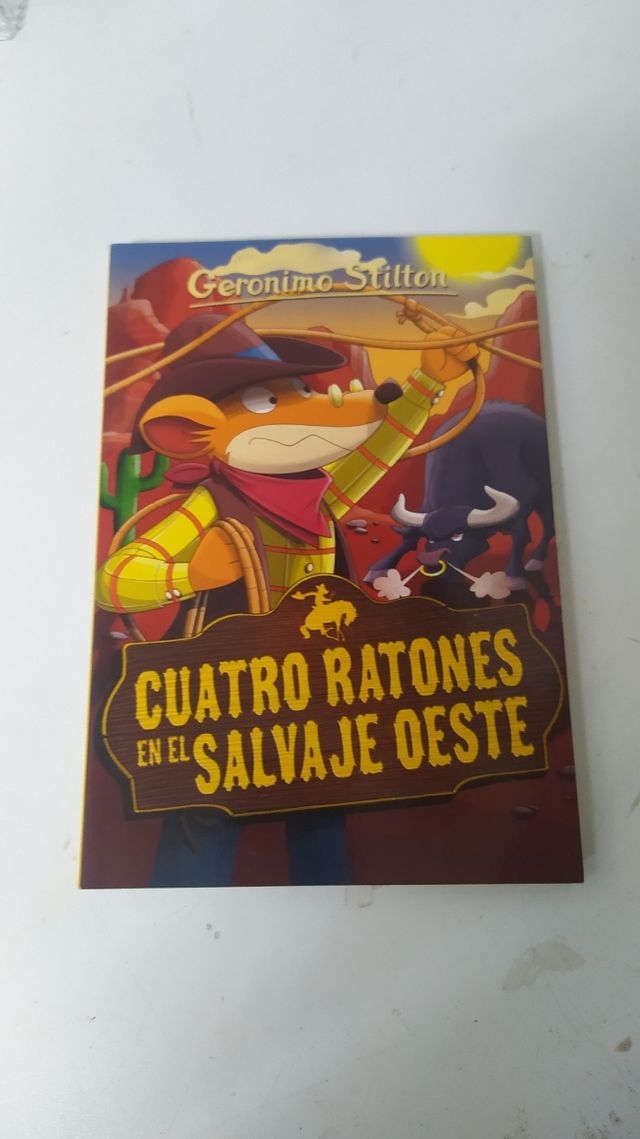 Geronimo Stilton
CUATRO RATONES
EN EL SALVAJE OESTE